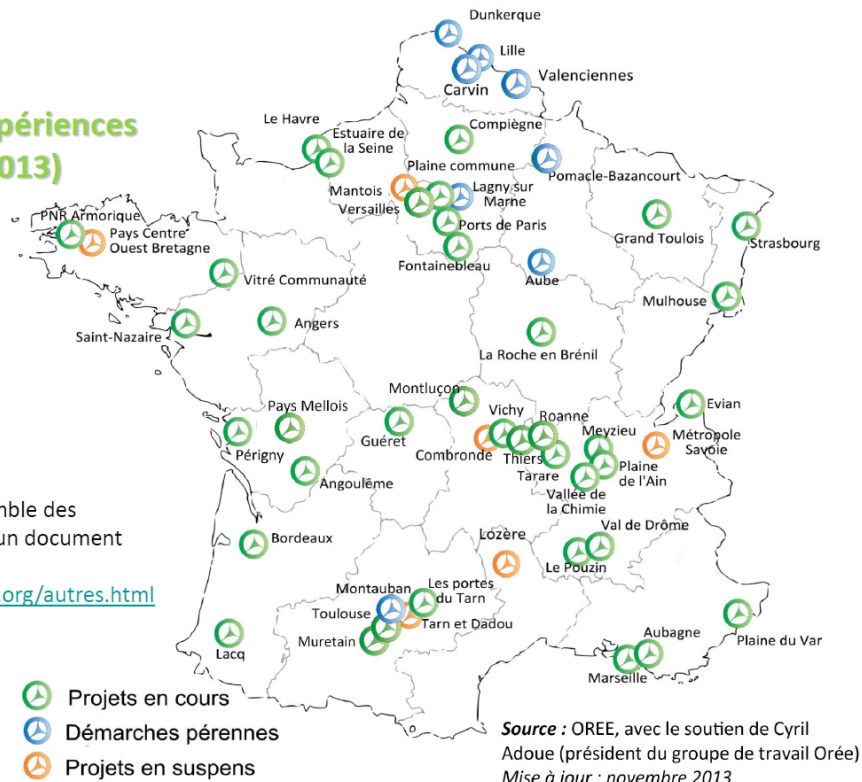 périences
013)
Dunkerque
Lille
Carvin
Valenciennes
Le Havre
Estuaire de
la Seine
Compiègne
Plaine commune
Pomacle-Bazancourt
Mantois
Lagny sur
Marne
Versailles
Ports de Paris
Fontainebleau
Grand Toulois
Strasbourg
PNR Armorique
Pays Centre
Ouest Bretagne
Vitré Communauté
Aube
Mulhouse
Saint-Nazaire
Angers
La Roche en Brénil
Montluçon
Evian
Pays Mellois
Vichy
Roanne
Meyzieu
Métropole
Savoie
Périgny
Guéret
Combronde
Thiers
Tarare
Plaine
de l'Ain
Angoulême
Vallée de
la Chimie
mble des
un document
.org/autres.html
Bordeaux
Lozère
Val de Drôme
Le Pouzin
Montauban
Les portes
du Tarn
Toulouse
Tarn et Dadou
Muretain
Lacq
Aubagne
Plaine du Var
Marseille
Projets en cours
Démarches pérennes
Projets en suspens
Source : OREE, avec le soutien de Cyril
Adoue (président du groupe de travail Orée)
Mise à jour : novembre 2013